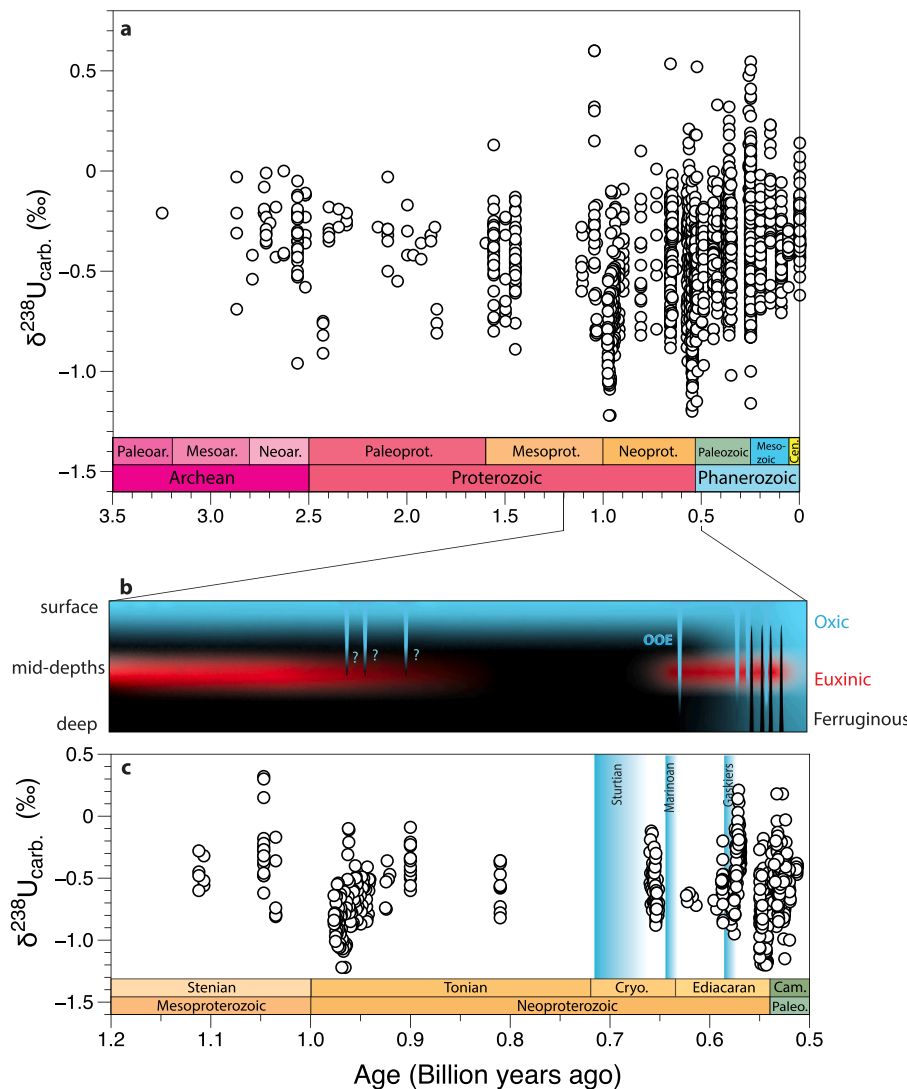 a
0.5
0
−0.5
−1.0
−1.5
δ238Ucarb. (‰)
Paleoar. Mesoar. Neoar. Paleoprot. Mesoprot. Neoprot. Paleozoic Meso-zoic Cen.
Archean Proterozoic Phanerozoic
3.5 3.0 2.5 2.0 1.5 1.0 0.5 0
b
surface
mid-depths
deep
? ? ?
OOE
Oxic
Euxinic
Ferruginous
c
0.5
0
−0.5
−1.0
−1.5
δ238Ucarb. (‰)
Sturtian
Marinoan
Gaskiers
Stenian Tonian Cryo. Ediacaran Cam.
Mesoproterozoic Neoproterozoic Paleo.
1.2 1.1 1.0 0.9 0.8 0.7 0.6 0.5
Age (Billion years ago)